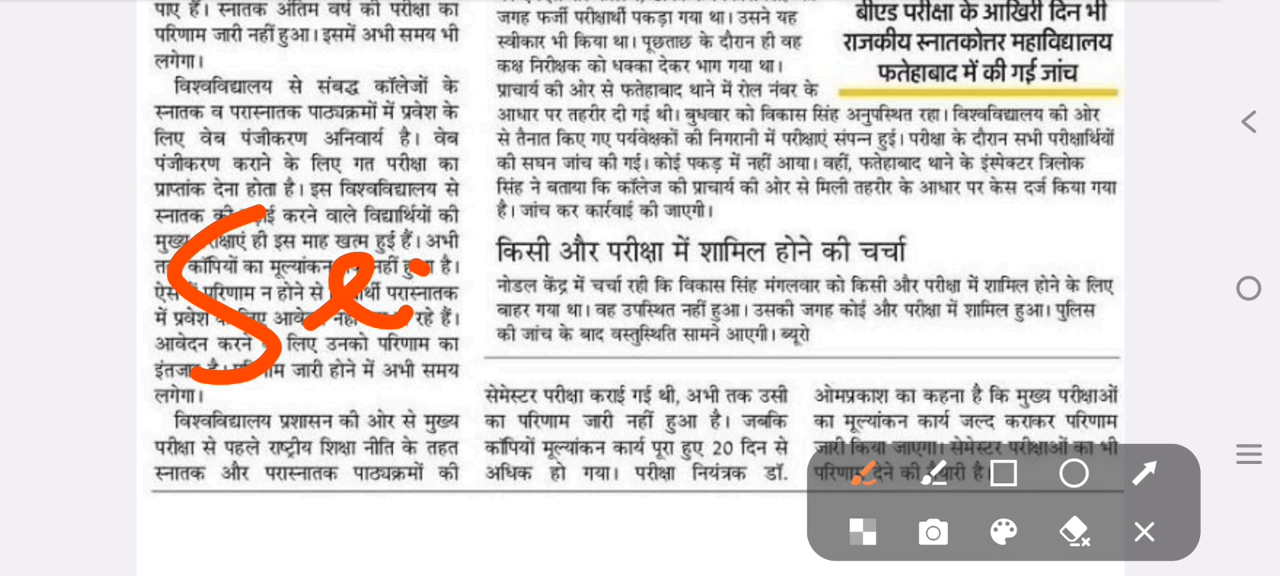 पाए हैं। स्नातक अंतिम वर्ष की परीक्षा का
परिणाम जारी नहीं हुआ। इसमें अभी समय भी
लगेगा।
विश्वविद्यालय से संबद्ध कॉलेजों के
स्नातक व परास्नातक पाठ्यक्रमों में प्रवेश के
लिए वेब पंजीकरण अनिवार्य है। वेब
पंजीकरण कराने के लिए गत परीक्षा का
प्राप्तांक देना होता है। इस विश्वविद्यालय से
स्नातक की करने वाले विद्यार्थियों की
मुख्य ही इस माह खत्म हुई हैं। अभी
कॉपियों का मूल्यांकन नहीं है।
परिणाम न होने से परास्नातक
में प्रवेश रहे हैं।
आवेदन करने लिए उनको परिणाम का
जारी होने में अभी समय
लगेगा।
विश्वविद्यालय प्रशासन की ओर से मुख्य
परीक्षा से पहले राष्ट्रीय शिक्षा नीति के तहत
स्नातक और परास्नातक पाठ्यक्रमों की
Se.
जगह फर्जी परीक्षार्थी पकड़ा गया था। उसने यह
स्वीकार भी किया था। पूछताछ के दौरान ही वह
कक्ष निरीक्षक को धक्का देकर भाग गया था।
प्राचार्य की ओर से फतेहाबाद थाने में रोल नंबर के
आधार पर तहरीर दी गई थी। बुधवार को विकास सिंह अनुपस्थित रहा। विश्वविद्यालय की ओर
से तैनात किए गए पर्यवेक्षकों की निगरानी में परीक्षाएं संपन्न हुई। परीक्षा के दौरान सभी परीक्षार्थियों
की सघन जांच की गई। कोई पकड़ में नहीं आया। वहीं, फतेहाबाद थाने के इंस्पेक्टर त्रिलोक
सिंह ने बताया कि कॉलेज की प्राचार्य की ओर से मिली तहरीर के आधार पर केस दर्ज किया गया
है। जांच कर कार्रवाई की जाएगी।
बीएड परीक्षा के आखिरी दिन भी
राजकीय स्नातकोत्तर महाविद्यालय
फतेहाबाद में की गई जांच
किसी और परीक्षा में शामिल होने की चर्चा
नोडल केंद्र में चर्चा रही कि विकास सिंह मंगलवार को किसी और परीक्षा में शामिल होने के लिए
बाहर गया था। वह उपस्थित नहीं हुआ। उसकी जगह कोई और परीक्षा में शामिल हुआ। पुलिस
की जांच के बाद वस्तुस्थिति सामने आएगी। ब्यूरो
सेमेस्टर परीक्षा कराई गई थी, अभी तक उसी
का परिणाम जारी नहीं हुआ है। जबकि
कॉपियों मूल्यांकन कार्य पूरा हुए 20 दिन से
अधिक हो गया। परीक्षा नियंत्रक डॉ.
ओमप्रकाश का कहना है कि मुख्य परीक्षाओं
का मूल्यांकन कार्य जल्द कराकर परिणाम
जारी किया जाएगा। सेमेस्टर परीक्षाओं का भी
परिणाम देने की तैयारी है।